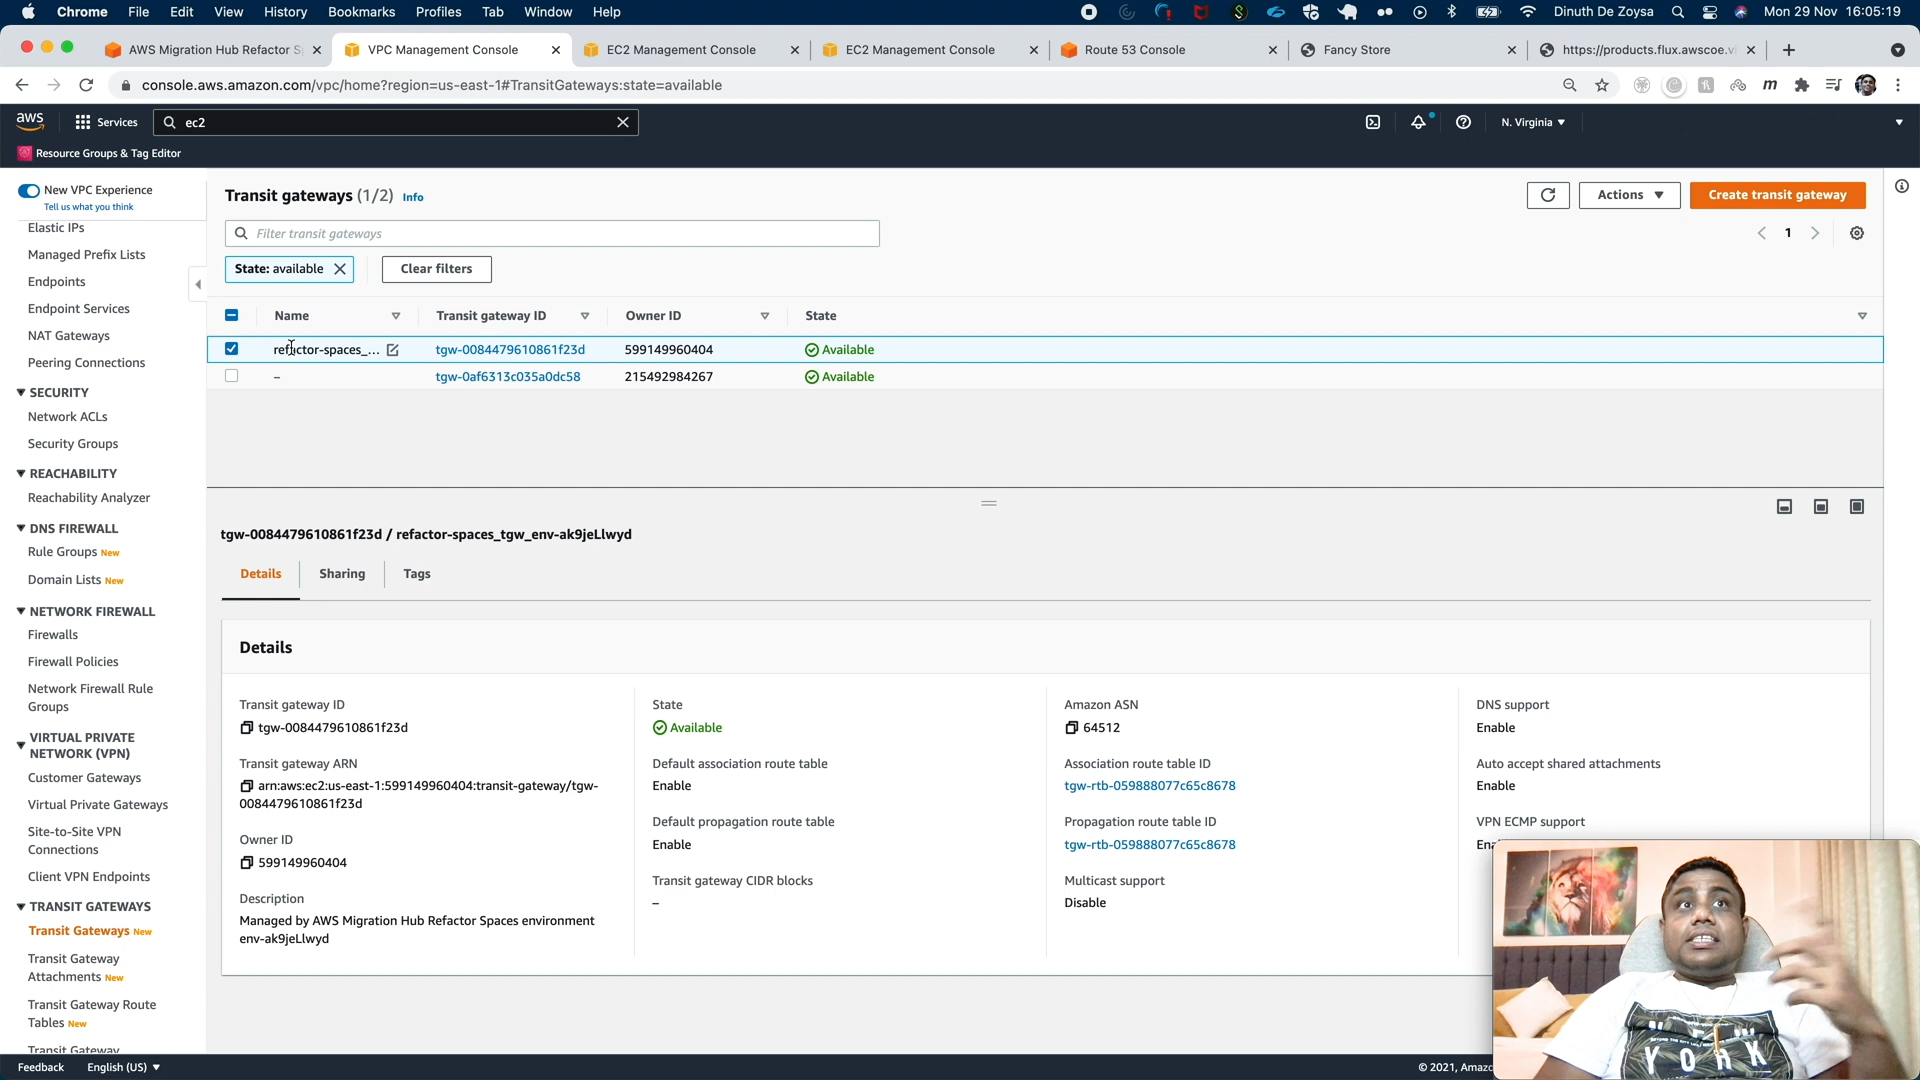 Chrome File Edit View History Bookmarks Profiles Tab Window Help Dinuth De Zoysa Mon 29 Nov 16:05:19
AWS Migration Hub Refactor S VPC Management Console EC2 Management Console EC2 Management Console Route 53 Console Fancy Store https://products.flux.awscoe.vi
console.aws.amazon.com/vpc/home?region=us-east-1#TransitGateways:state=available
aws Services ec2 N. Virginia
Resource Groups & Tag Editor
New VPC Experience
Tell us what you think
Elastic IPs
Managed Prefix Lists
Endpoints
Endpoint Services
NAT Gateways
Peering Connections
SECURITY
Network ACLs
Security Groups
REACHABILITY
Reachability Analyzer
DNS FIREWALL
Rule Groups New
Domain Lists New
NETWORK FIREWALL
Firewalls
Firewall Policies
Network Firewall Rule
Groups
VIRTUAL PRIVATE
NETWORK (VPN)
Customer Gateways
Virtual Private Gateways
Site-to-Site VPN
Connections
Client VPN Endpoints
TRANSIT GATEWAYS
Transit Gateways New
Transit Gateway
Attachments New
Transit Gateway Route
Tables New
Transit Gateway
Transit gateways (1/2) Info
Actions Create transit gateway
Filter transit gateways
1
State: available Clear filters
Name Transit gateway ID Owner ID State
refactor-spaces_... tgw-0084479610861f23d 599149960404 Available
– tgw-0af6313c035a0dc58 215492984267 Available
tgw-0084479610861f23d / refactor-spaces_tgw_env-ak9jeLlwyd
Details Sharing Tags
Details
Transit gateway ID
tgw-0084479610861f23d
Transit gateway ARN
arn:aws:ec2:us-east-1:599149960404:transit-gateway/tgw-
0084479610861f23d
Owner ID
599149960404
Description
Managed by AWS Migration Hub Refactor Spaces environment
env-ak9jeLlwyd
State
Available
Default association route table
Enable
Default propagation route table
Enable
Transit gateway CIDR blocks
–
Amazon ASN
64512
Association route table ID
tgw-rtb-059888077c65c8678
Propagation route table ID
tgw-rtb-059888077c65c8678
Multicast support
Disable
DNS support
Enable
Auto accept shared attachments
Enable
VPN ECMP support
Ena
YORK
Feedback English (US) © 2021, Amaz